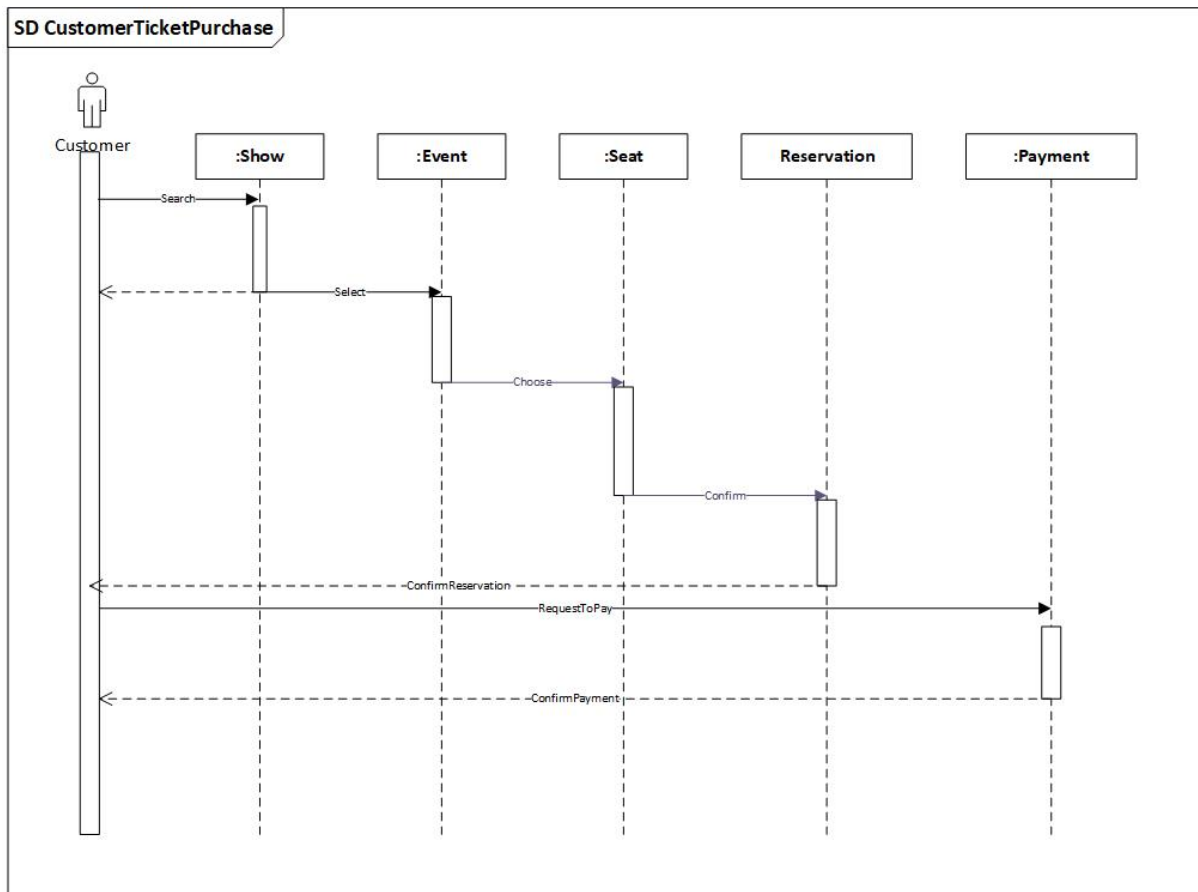 SD CustomerTicketPurchase
Customer
:Show
:Event
:Seat
Reservation
:Payment
Search
Select
Choose
Confirm
ConfirmReservation
RequestToPay
ConfirmPayment